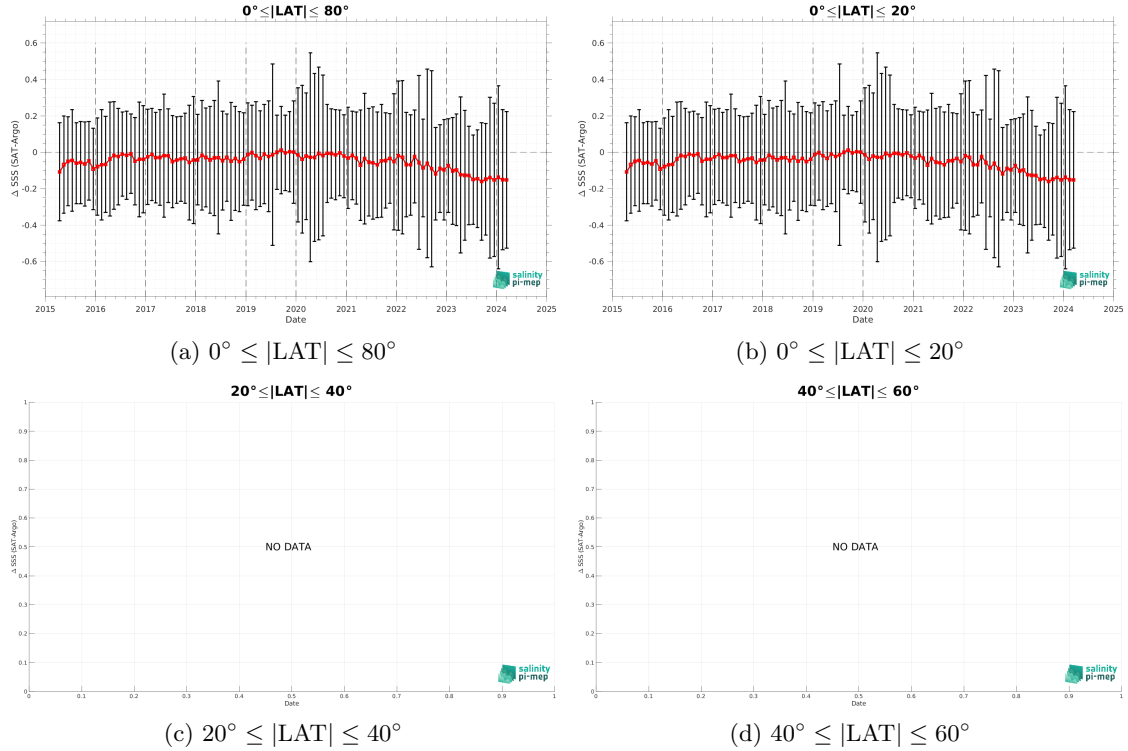 0°≤|LAT|≤ 80°
0.6
0.4
0.2
0
-0.2
-0.4
-0.6
Δ SSS (SAT-Argo)
2015 2016 2017 2018 2019 2020 2021 2022 2023 2024 2025
Date
salinity
pi-mep
(a) 0° ≤ |LAT| ≤ 80°
0°≤|LAT|≤ 20°
0.6
0.4
0.2
0
-0.2
-0.4
-0.6
Δ SSS (SAT-Argo)
2015 2016 2017 2018 2019 2020 2021 2022 2023 2024 2025
Date
salinity
pi-mep
(b) 0° ≤ |LAT| ≤ 20°
20°≤|LAT|≤ 40°
1
0.9
0.8
0.7
0.6
0.5
0.4
0.3
0.2
0.1
0
Δ SSS (SAT-Argo)
NO DATA
0 0.1 0.2 0.3 0.4 0.5 0.6 0.7 0.8 0.9 1
Date
salinity
pi-mep
(c) 20° ≤ |LAT| ≤ 40°
40°≤|LAT|≤ 60°
1
0.9
0.8
0.7
0.6
0.5
0.4
0.3
0.2
0.1
0
Δ SSS (SAT-Argo)
NO DATA
0 0.1 0.2 0.3 0.4 0.5 0.6 0.7 0.8 0.9 1
Date
salinity
pi-mep
(d) 40° ≤ |LAT| ≤ 60°